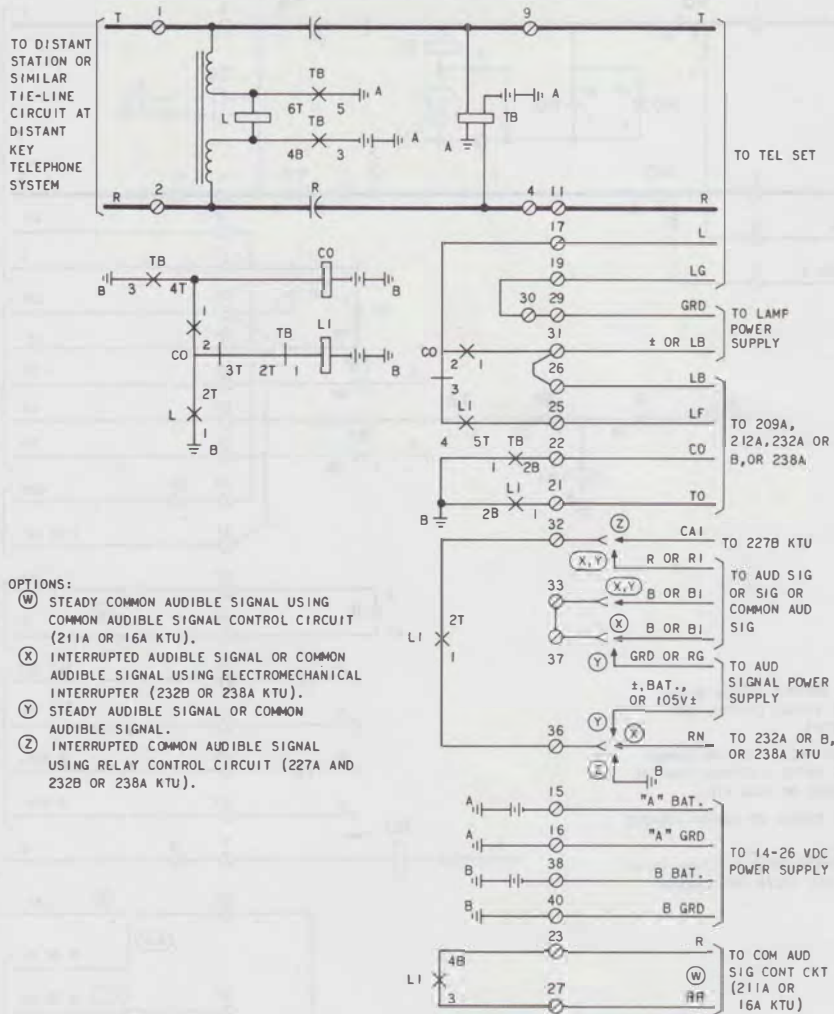 T 1 9 T
TO DISTANT
STATION OR
SIMILAR
TIE-LINE
CIRCUIT AT
DISTANT
KEY
TELEPHONE
SYSTEM
TB
6T 5 A
L TB
4B 3 A
A TB
A
TO TEL SET
R 2 R 4 11 R
17 L
19 LG
30 29 GRD
TO LAMP
POWER
SUPPLY
31 ± OR LB
CO 2 1
26 LB
3
25 LF
L1
4 5T TB 22 CO
1 2B
L1 21 TO
B 2B 1
TO 209A,
212A, 232A OR
B, OR 238A
B TB CO B
3 4T
1
CO 2 TB L1 B
3T 2T 1
2T
L
1
B
32 Z CA1 TO 227B KTU
X,Y R OR R1
33 X,Y B OR B1
X B OR B1
TO AUD SIG
OR SIG OR
COMMON AUD
SIG
2T
L1
1
37 Y GRD OR RG
±, BAT.,
OR 105V±
TO AUD
SIGNAL POWER
SUPPLY
Y
36 X RN TO 232A OR B,
OR 238A KTU
Z B
OPTIONS:
W STEADY COMMON AUDIBLE SIGNAL USING
COMMON AUDIBLE SIGNAL CONTROL CIRCUIT
(211A OR 16A KTU).
X INTERRUPTED AUDIBLE SIGNAL OR COMMON
AUDIBLE SIGNAL USING ELECTROMECHANICAL
INTERRUPTER (232B OR 238A KTU).
Y STEADY AUDIBLE SIGNAL OR COMMON
AUDIBLE SIGNAL.
Z INTERRUPTED COMMON AUDIBLE SIGNAL
USING RELAY CONTROL CIRCUIT (227A AND
232B OR 238A KTU).
A 15 "A" BAT.
A 16 "A" GRD
B 38 B BAT.
B 40 B GRD
TO 14-26 VDC
POWER SUPPLY
23 R
4B
L1
3
W
27 RR
TO COM AUD
SIG CONT CKT
(211A OR
16A KTU)